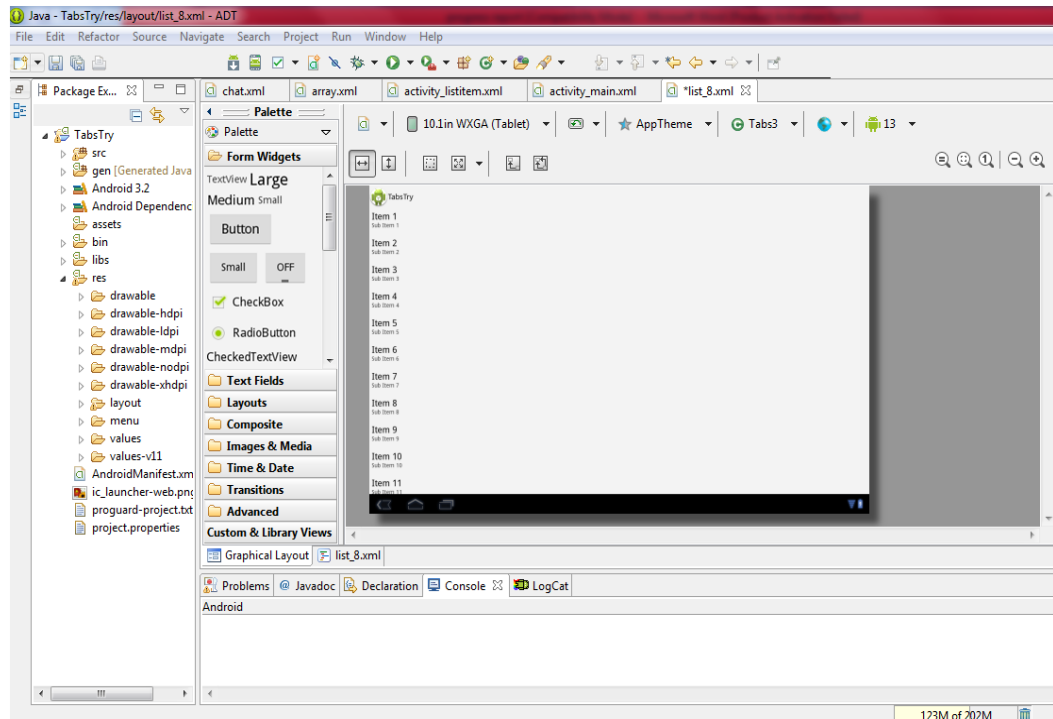 Java - TabsTry/res/layout/list_8.xml - ADT
File Edit Refactor Source Navigate Search Project Run Window Help
Package Ex...
TabsTry
src
gen [Generated Java
Android 3.2
Android Dependenc
assets
bin
libs
res
drawable
drawable-hdpi
drawable-ldpi
drawable-mdpi
drawable-nodpi
drawable-xhdpi
layout
menu
values
values-v11
AndroidManifest.xm
ic_launcher-web.png
proguard-project.txt
project.properties
chat.xml array.xml activity_listitem.xml activity_main.xml *list_8.xml
Palette
Palette
Form Widgets
TextView Large
Medium Small
Button
Small OFF
CheckBox
RadioButton
CheckedTextView
Text Fields
Layouts
Composite
Images & Media
Time & Date
Transitions
Advanced
Custom & Library Views
10.1in WXGA (Tablet) AppTheme Tabs3 13
TabsTry
Item 1
Sub Item 1
Item 2
Sub Item 2
Item 3
Sub Item 3
Item 4
Sub Item 4
Item 5
Sub Item 5
Item 6
Sub Item 6
Item 7
Sub Item 7
Item 8
Sub Item 8
Item 9
Sub Item 9
Item 10
Sub Item 10
Item 11
Sub Item 11
Graphical Layout list_8.xml
Problems @ Javadoc Declaration Console LogCat
Android
123M of 202M